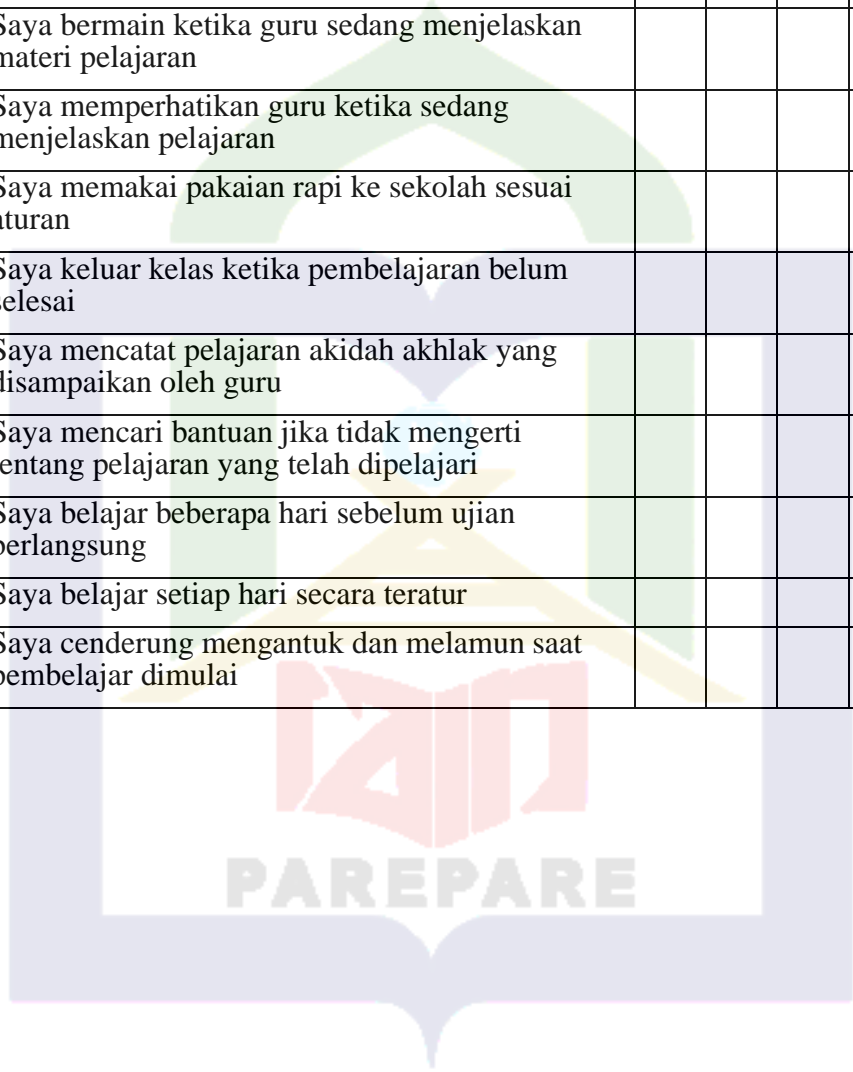 Saya bermain ketika guru sedang menjelaskan
materi pelajaran
Saya memperhatikan guru ketika sedang
menjelaskan pelajaran
Saya memakai pakaian rapi ke sekolah sesuai
aturan
Saya keluar kelas ketika pembelajaran belum
selesai
Saya mencatat pelajaran akidah akhlak yang
disampaikan oleh guru
Saya mencari bantuan jika tidak mengerti
tentang pelajaran yang telah dipelajari
Saya belajar beberapa hari sebelum ujian
berlangsung
Saya belajar setiap hari secara teratur
Saya cenderung mengantuk dan melamun saat
pembelajar dimulai
PAREPARE